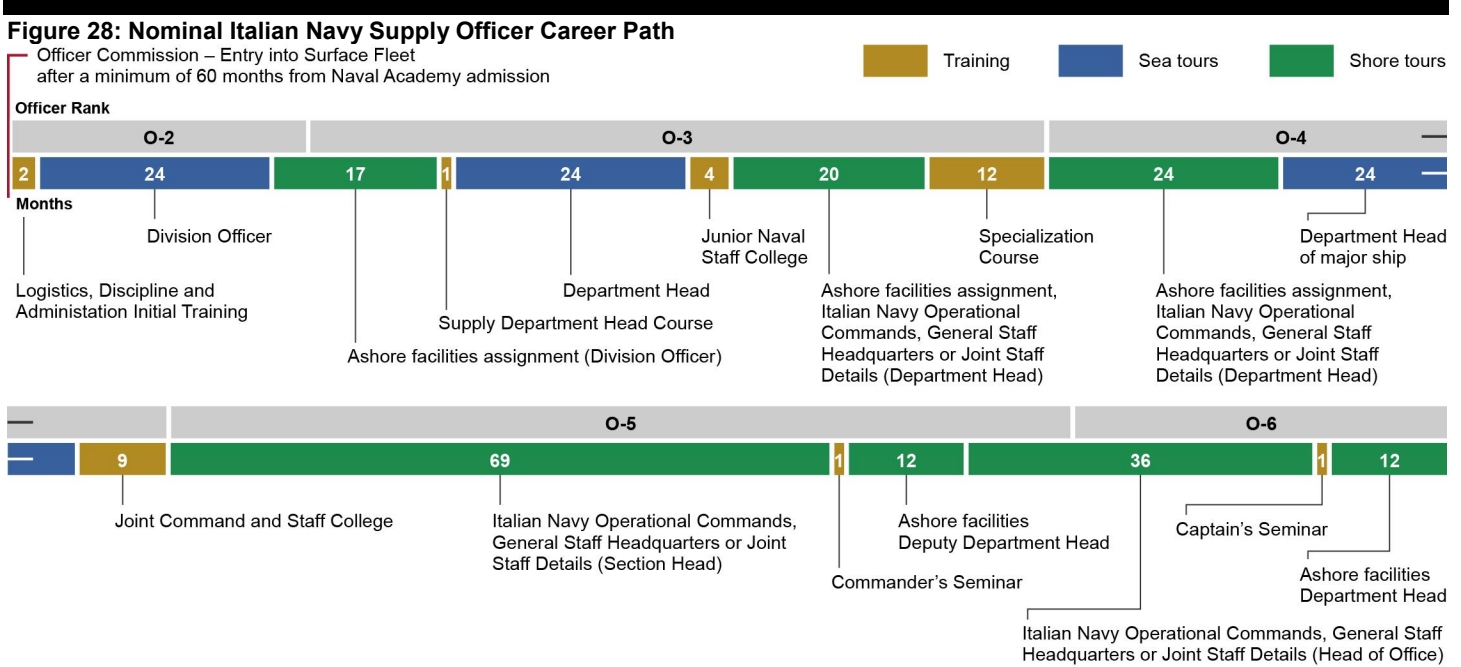 Figure 28: Nominal Italian Navy Supply Officer Career Path
Officer Commission – Entry into Surface Fleet
after a minimum of 60 months from Naval Academy admission
Training
Sea tours
Shore tours
Officer Rank
O-2
O-3
O-4
2
24
17
1
24
4
20
12
24
24
Months
Division Officer
Junior Naval
Staff College
Specialization
Course
Department Head
of major ship
Logistics, Discipline and
Administation Initial Training
Department Head
Supply Department Head Course
Ashore facilities assignment (Division Officer)
Ashore facilities assignment,
Italian Navy Operational
Commands, General Staff
Headquarters or Joint Staff
Details (Department Head)
Ashore facilities assignment,
Italian Navy Operational
Commands, General Staff
Headquarters or Joint Staff
Details (Department Head)
O-5
O-6
9
69
1
12
36
1
12
Joint Command and Staff College
Italian Navy Operational Commands,
General Staff Headquarters or Joint
Staff Details (Section Head)
Ashore facilities
Deputy Department Head
Commander's Seminar
Captain's Seminar
Ashore facilities
Department Head
Italian Navy Operational Commands, General Staff
Headquarters or Joint Staff Details (Head of Office)